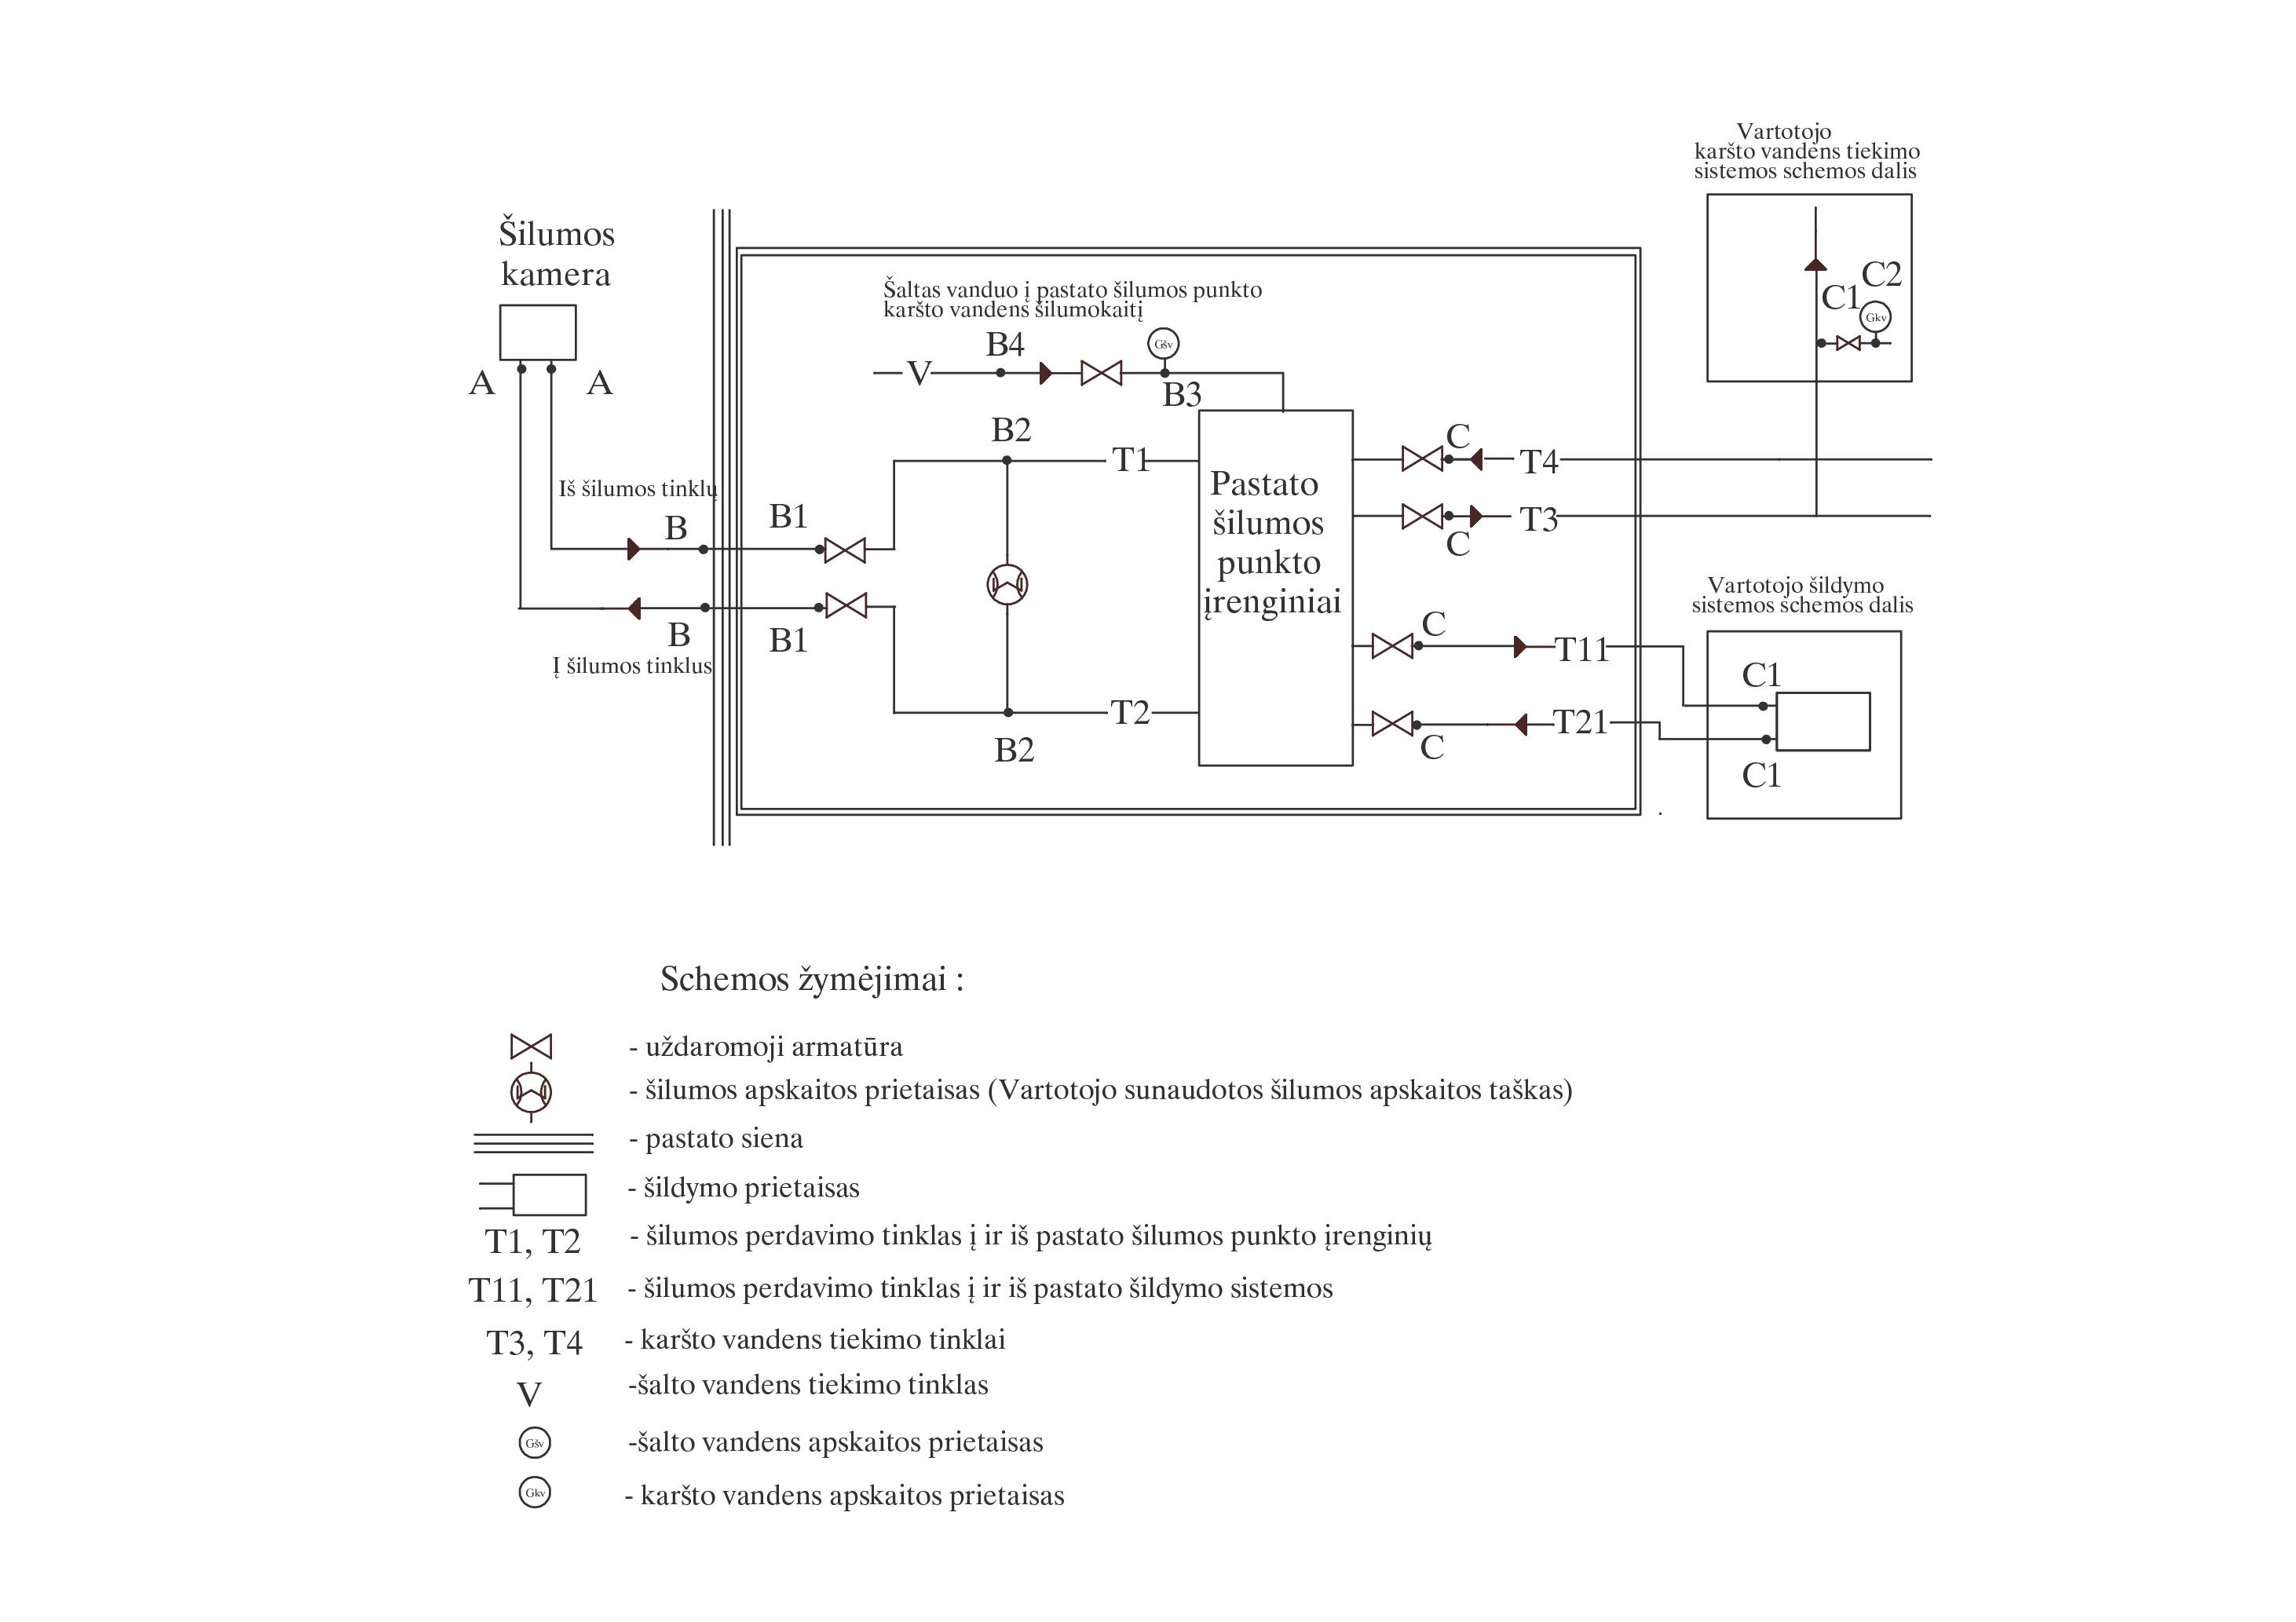 Vartotojo
karšto vandens tiekimo
sistemos schemos dalis
Šilumos
kamera
C2
C1
Gkv
Šaltas vanduo į pastato šilumos punkto
karšto vandens šilumokaitį
B4
Gšv
V
B3
A
A
B2
T1
C
T4
Iš šilumos tinklų
B
B1
Pastato
šilumos
punkto
įrenginiai
T3
C
B
B1
Į šilumos tinklus
Vartotojo šildymo
sistemos schemos dalis
C
T11
C1
T2
T21
C
B2
C1
.
Schemos žymėjimai :
- uždaromoji armatūra
- šilumos apskaitos prietaisas (Vartotojo sunaudotos šilumos apskaitos taškas)
- pastato siena
- šildymo prietaisas
T1, T2 - šilumos perdavimo tinklas į ir iš pastato šilumos punkto įrenginių
T11, T21 - šilumos perdavimo tinklas į ir iš pastato šildymo sistemos
T3, T4 - karšto vandens tiekimo tinklai
V -šalto vandens tiekimo tinklas
Gšv -šalto vandens apskaitos prietaisas
Gkv - karšto vandens apskaitos prietaisas